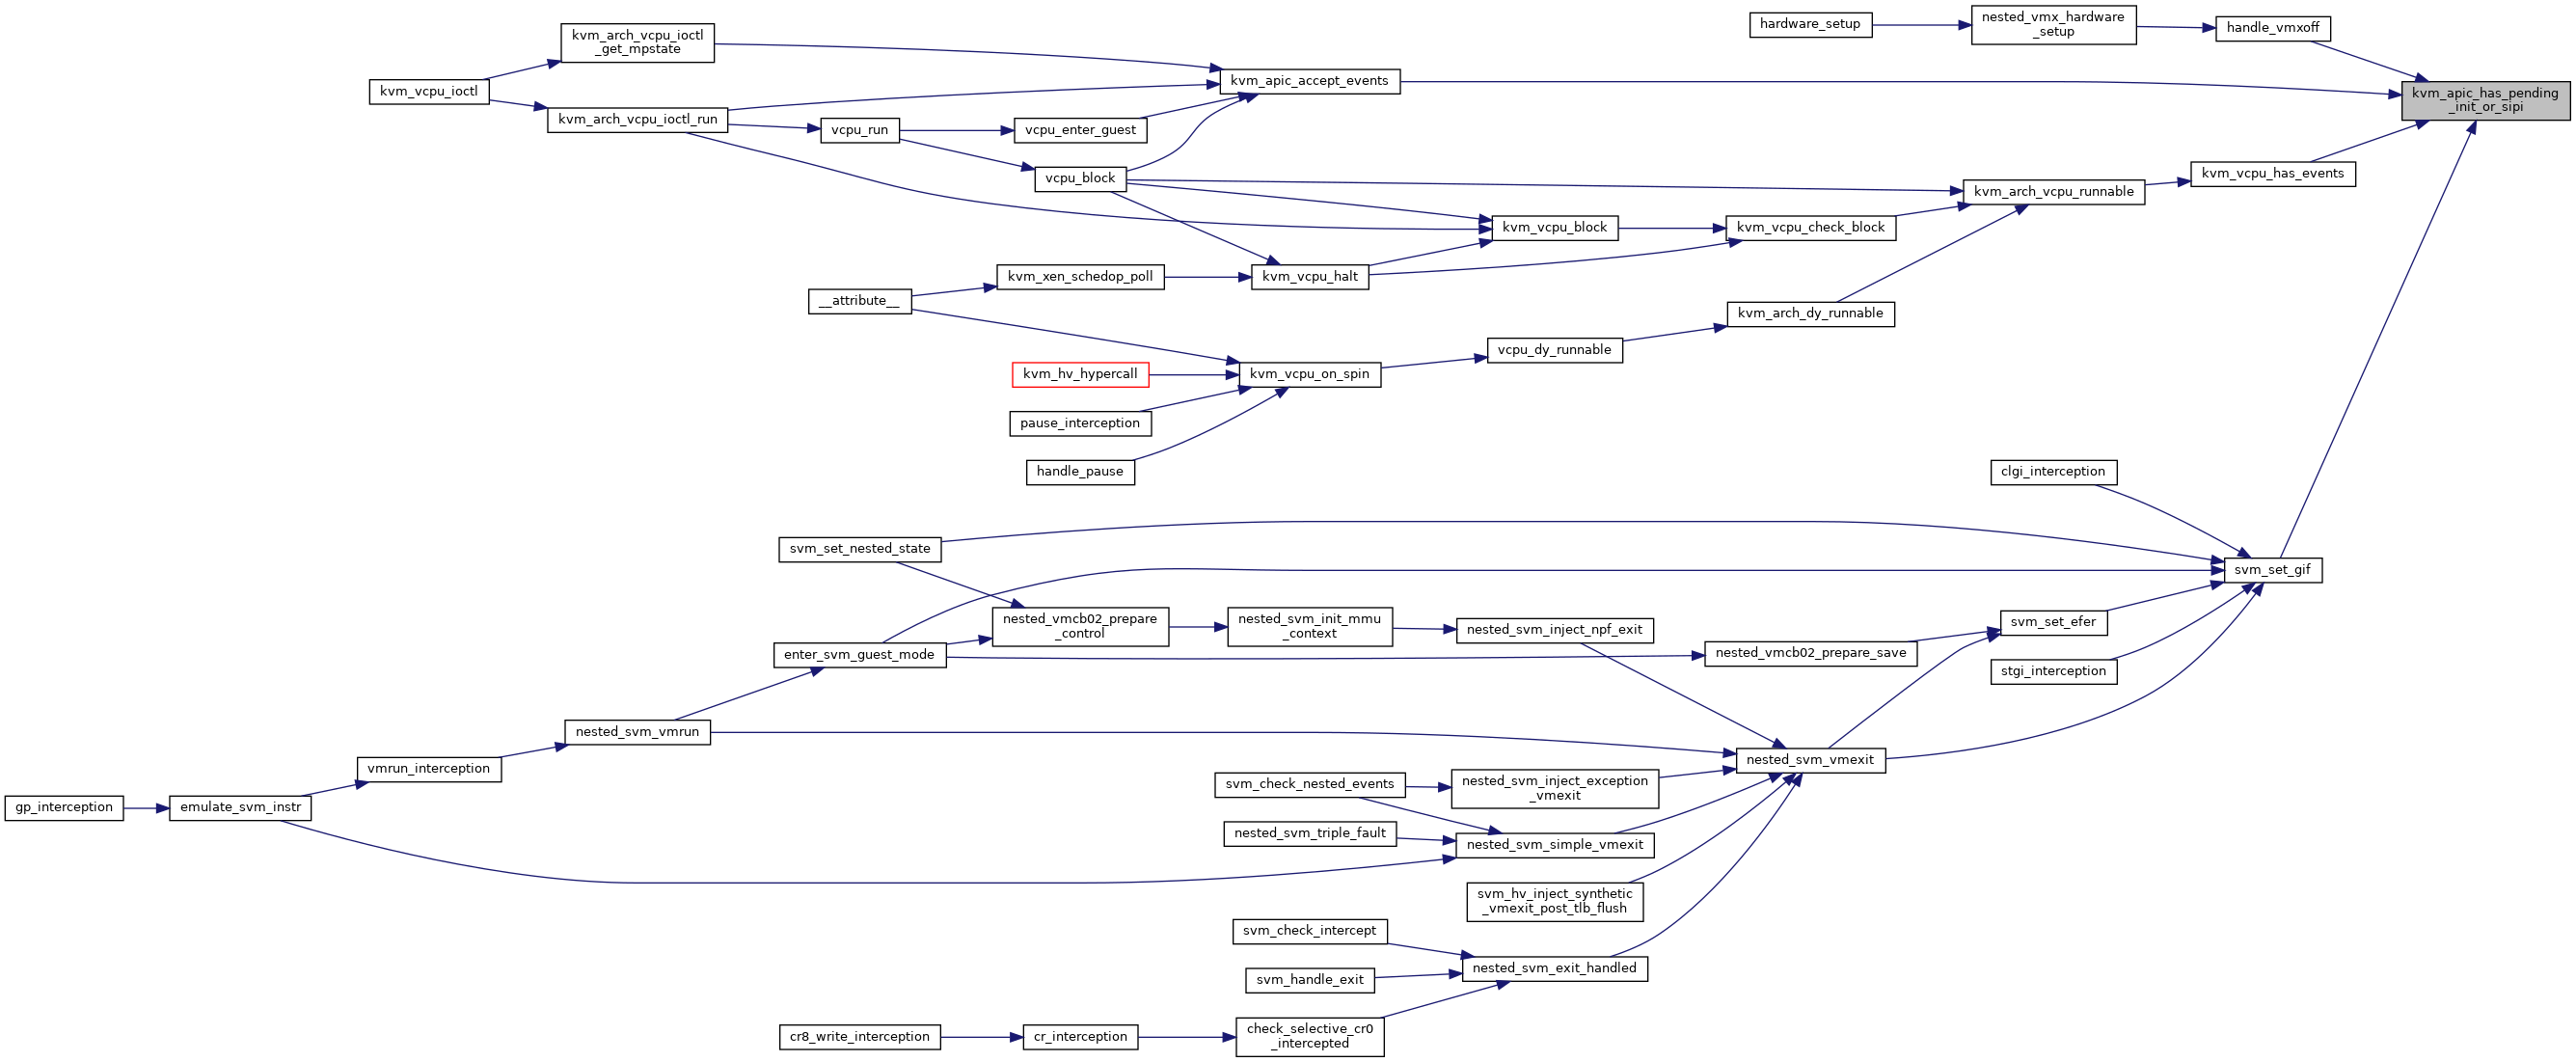 hardware_setup
nested_vmx_hardware
_setup
handle_vmxoff
kvm_arch_vcpu_ioctl
_get_mpstate
kvm_apic_accept_events
kvm_vcpu_ioctl
kvm_apic_has_pending
_init_or_sipi
kvm_arch_vcpu_ioctl_run
vcpu_run
vcpu_enter_guest
vcpu_block
kvm_vcpu_has_events
kvm_arch_vcpu_runnable
kvm_vcpu_block
kvm_vcpu_check_block
kvm_xen_schedop_poll
kvm_vcpu_halt
__attribute__
kvm_arch_dy_runnable
vcpu_dy_runnable
kvm_hv_hypercall
kvm_vcpu_on_spin
pause_interception
handle_pause
clgi_interception
svm_set_nested_state
svm_set_gif
nested_vmcb02_prepare
_control
nested_svm_init_mmu
_context
nested_svm_inject_npf_exit
svm_set_efer
enter_svm_guest_mode
nested_vmcb02_prepare_save
stgi_interception
nested_svm_vmrun
nested_svm_vmexit
vmrun_interception
svm_check_nested_events
nested_svm_inject_exception
_vmexit
gp_interception
emulate_svm_instr
nested_svm_triple_fault
nested_svm_simple_vmexit
svm_hv_inject_synthetic
_vmexit_post_tlb_flush
svm_check_intercept
nested_svm_exit_handled
svm_handle_exit
cr8_write_interception
cr_interception
check_selective_cr0
_intercepted